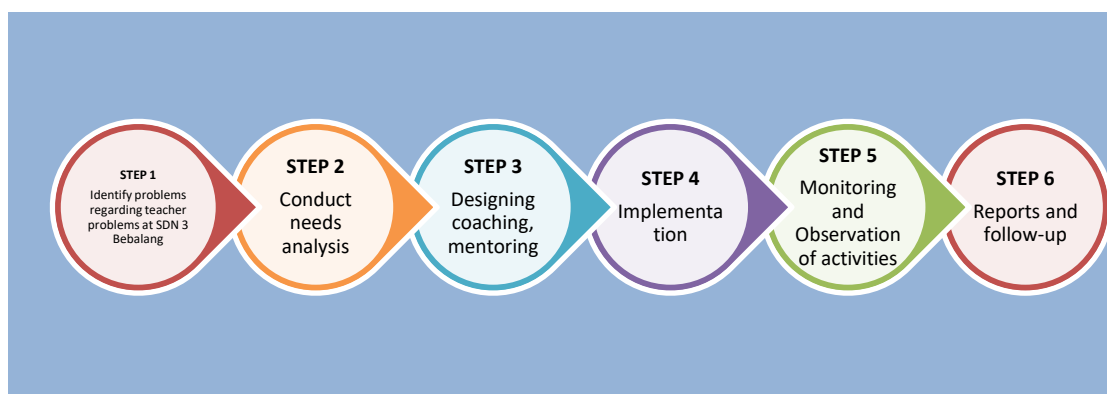 STEP 1
Identify problems
regarding teacher
problems at SDN 3
Bebalang
STEP 2
Conduct
needs
analysis
STEP 3
Designing
coaching,
mentoring
STEP 4
Implementa
tion
STEP 5
Monitoring
and
Observation
of activities
STEP 6
Reports and
follow-up